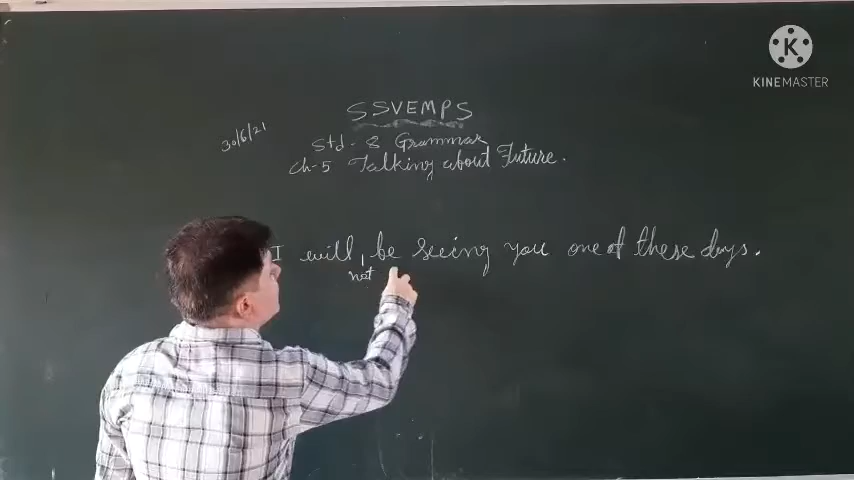 K
KINEMASTER
SSVEMPS
30/6/21
Std - 8 Grammar
Ch-5 Talking about Future.
I will be seeing you one of these days.
not